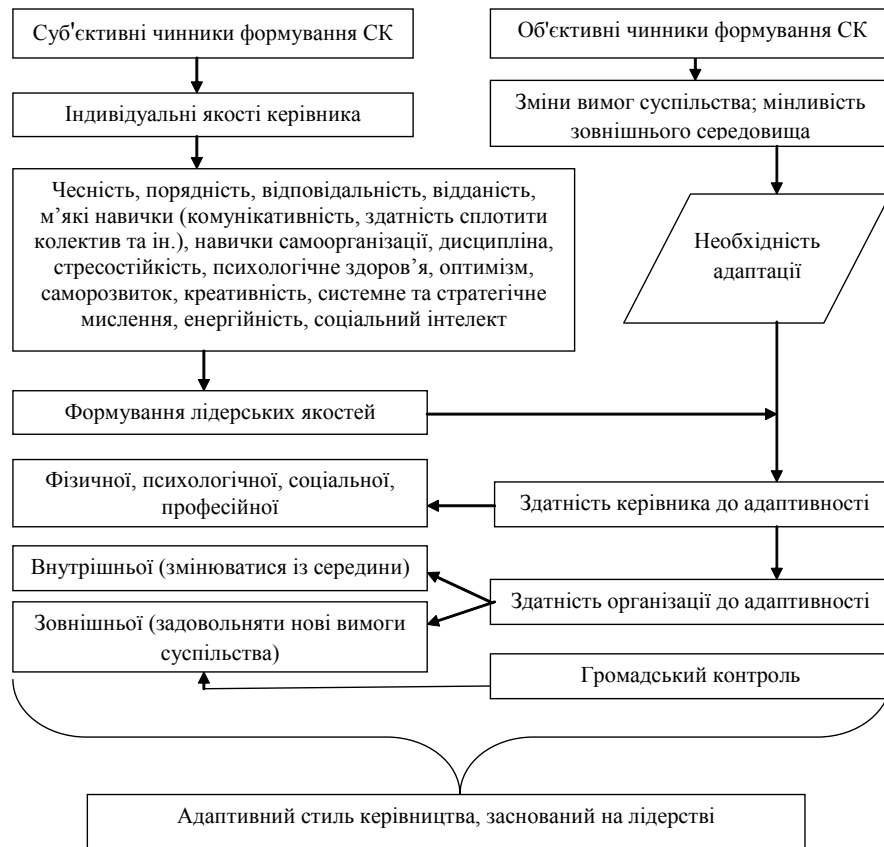 Суб'єктивні чинники формування СК
Об'єктивні чинники формування СК
Індивідуальні якості керівника
Зміни вимог суспільства; мінливість
зовнішнього середовища
Чесність, порядність, відповідальність, відданість,
м’які навички (комунікативність, здатність сплотити
колектив та ін.), навички самоорганізації, дисципліна,
стресостійкість, психологічне здоров’я, оптимізм,
саморозвиток, креативність, системне та стратегічне
мислення, енергійність, соціальний інтелект
Необхідність
адаптації
Формування лідерських якостей
Фізичної, психологічної, соціальної,
професійної
Здатність керівника до адаптивності
Внутрішньої (змінюватися із середини)
Здатність організації до адаптивності
Зовнішньої (задовольняти нові вимоги
суспільства)
Громадський контроль
Адаптивний стиль керівництва, заснований на лідерстві